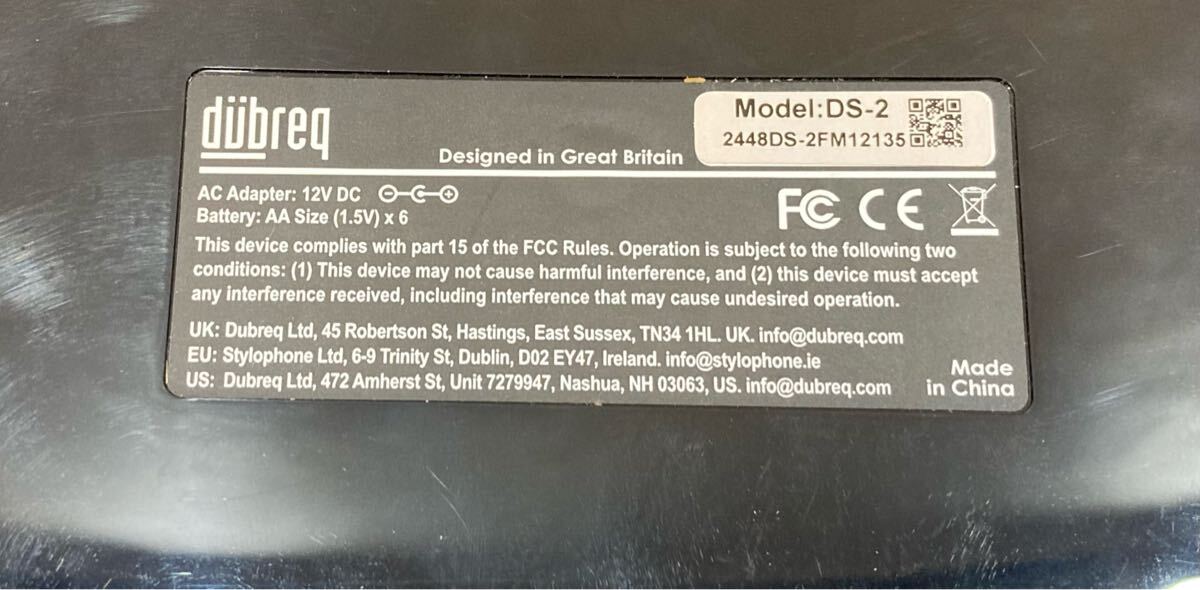 dübreq
Designed in Great Britain
Model:DS-2
2448DS-2FM12135
AC Adapter: 12V DC
Battery: AA Size (1.5V) x 6
FC CE
This device complies with part 15 of the FCC Rules. Operation is subject to the following two
conditions: (1) This device may not cause harmful interference, and (2) this device must accept
any interference received, including interference that may cause undesired operation.
UK: Dubreq Ltd, 45 Robertson St, Hastings, East Sussex, TN34 1HL. UK. info@dubreq.com
EU: Stylophone Ltd, 6-9 Trinity St, Dublin, D02 EY47, Ireland. info@stylophone.ie
US: Dubreq Ltd, 472 Amherst St, Unit 7279947, Nashua, NH 03063, US. info@dubreq.com
Made
in China